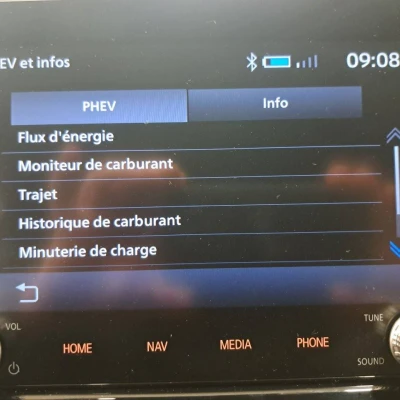 EV et infos
09:08
PHEV
Info
Flux d'énergie
Moniteur de carburant
Trajet
Historique de carburant
Minuterie de charge
VOL
TUNE
HOME
NAV
MEDIA
PHONE
SOUND